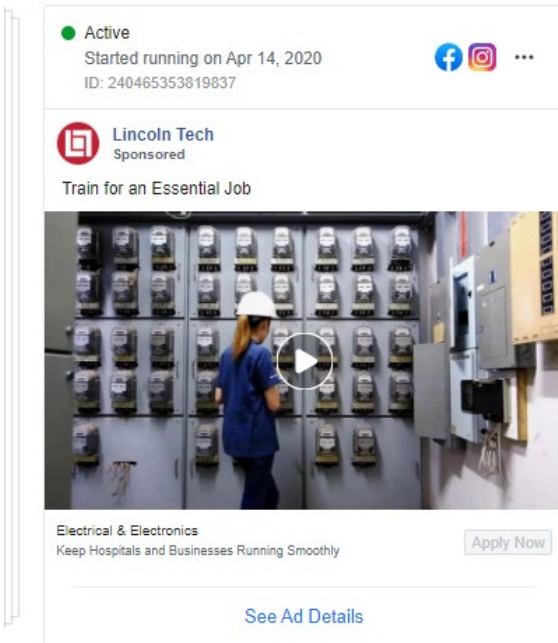 Active
Started running on Apr 14, 2020
ID: 240465353819837
Lincoln Tech
Sponsored
Train for an Essential Job
Electrical & Electronics
Keep Hospitals and Businesses Running Smoothly
Apply Now
See Ad Details